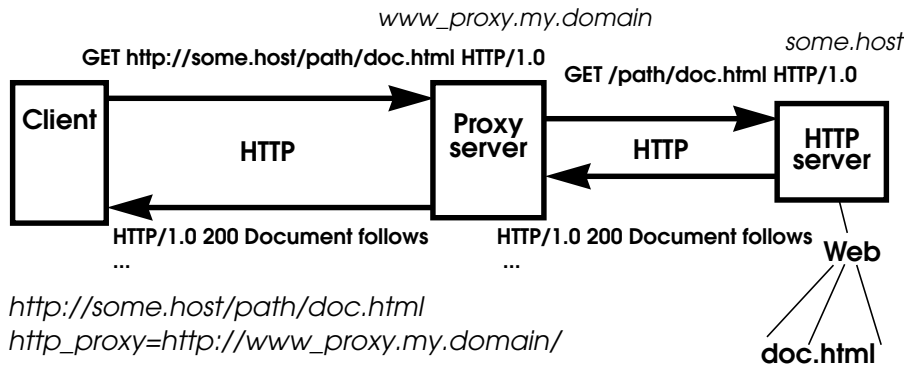 www_proxy.my.domain
some.host
GET http://some.host/path/doc.html HTTP/1.0
GET /path/doc.html HTTP/1.0
Client
Proxy
server
HTTP
server
HTTP
HTTP
HTTP/1.0 200 Document follows
...
HTTP/1.0 200 Document follows
...
Web
http://some.host/path/doc.html
http_proxy=http://www_proxy.my.domain/
doc.html